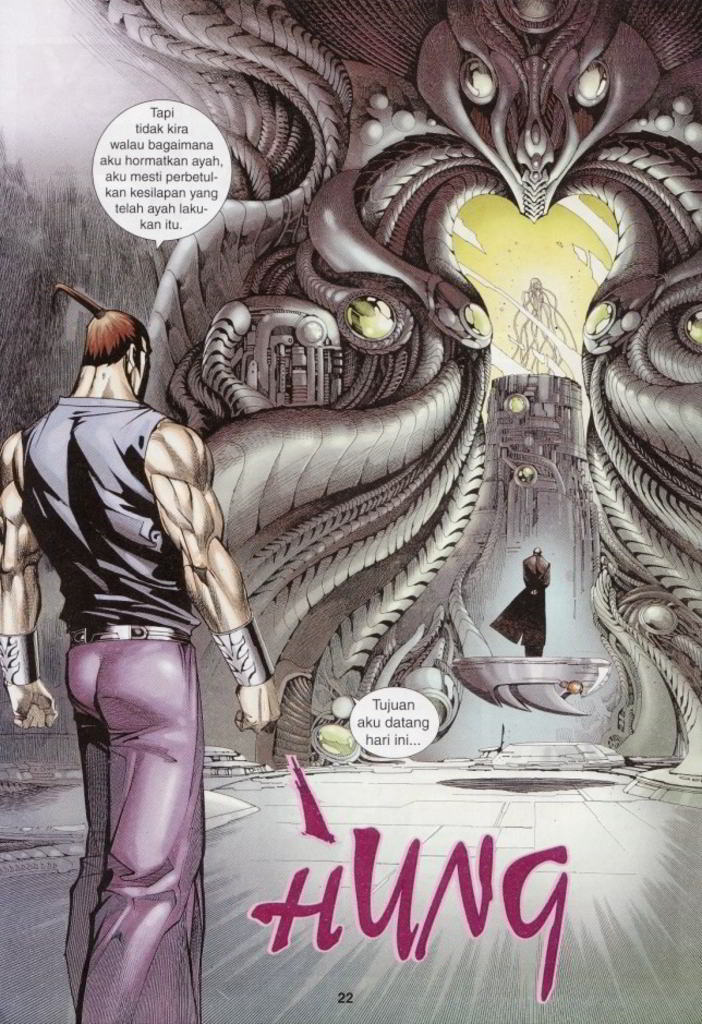 Tapi
tidak kira
walau bagaimana
aku hormatkan ayah,
aku mesti perbetul-
kan kesilapan yang
telah ayah laku-
kan itu.
Tujuan
aku datang
hari ini...
HUNG
22